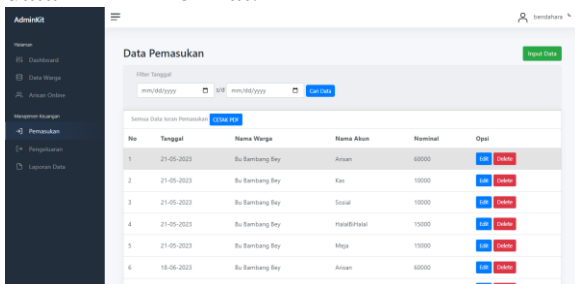 AdminKit
bendahara
Halaman
Dashboard
Data Warga
Arisan Online
Manajemen Keuangan
Pemasukan
Pengeluaran
Laporan Data
Data Pemasukan
Input Data
Filter Tanggal
mm/dd/yyyy s/d mm/dd/yyyy Cari Data
Semua Data Iuran Pemasukan CETAK PDF
No Tanggal Nama Warga Nama Akun Nominal Opsi
1 21-05-2023 Bu Bambang Bey Arisan 60000 Edit Delete
2 21-05-2023 Bu Bambang Bey Kas 10000 Edit Delete
3 21-05-2023 Bu Bambang Bey Sosial 10000 Edit Delete
4 21-05-2023 Bu Bambang Bey HalalBiHalal 15000 Edit Delete
5 21-05-2023 Bu Bambang Bey Meja 15000 Edit Delete
6 18-06-2023 Bu Bambang Bey Arisan 60000 Edit Delete